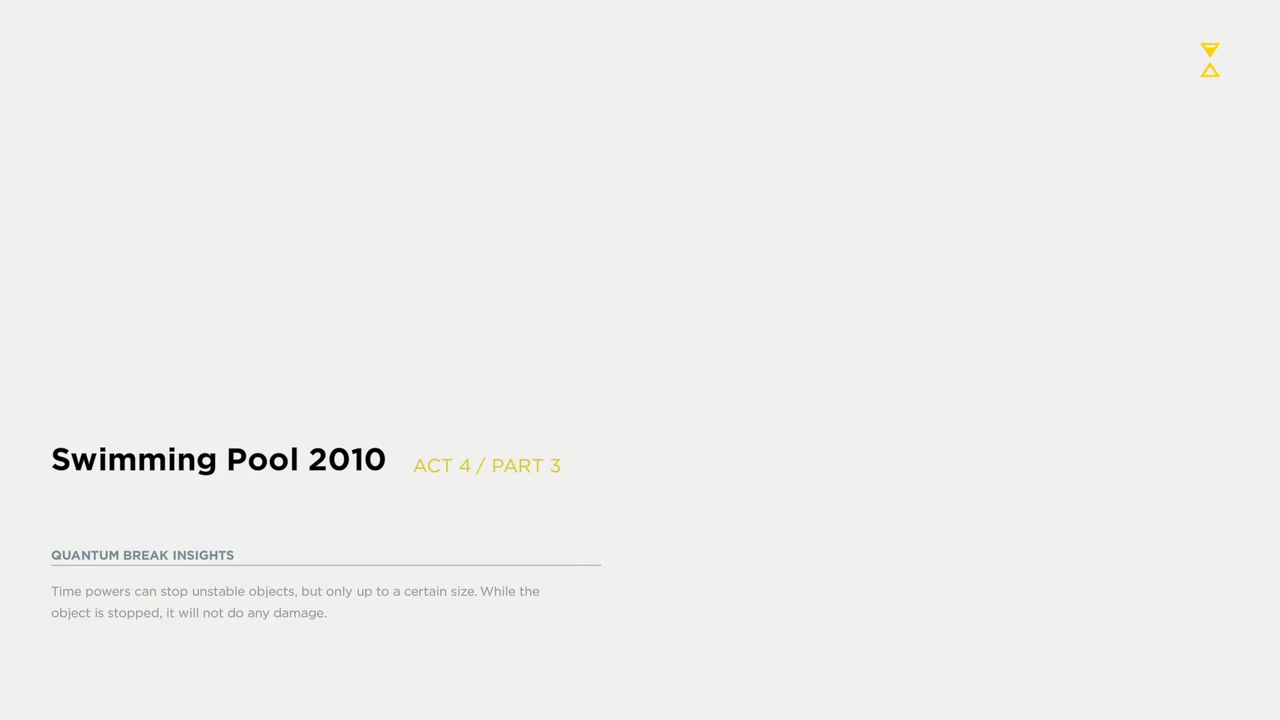 Swimming Pool 2010 ACT 4 / PART 3
QUANTUM BREAK INSIGHTS
Time powers can stop unstable objects, but only up to a certain size. While the
object is stopped, it will not do any damage.